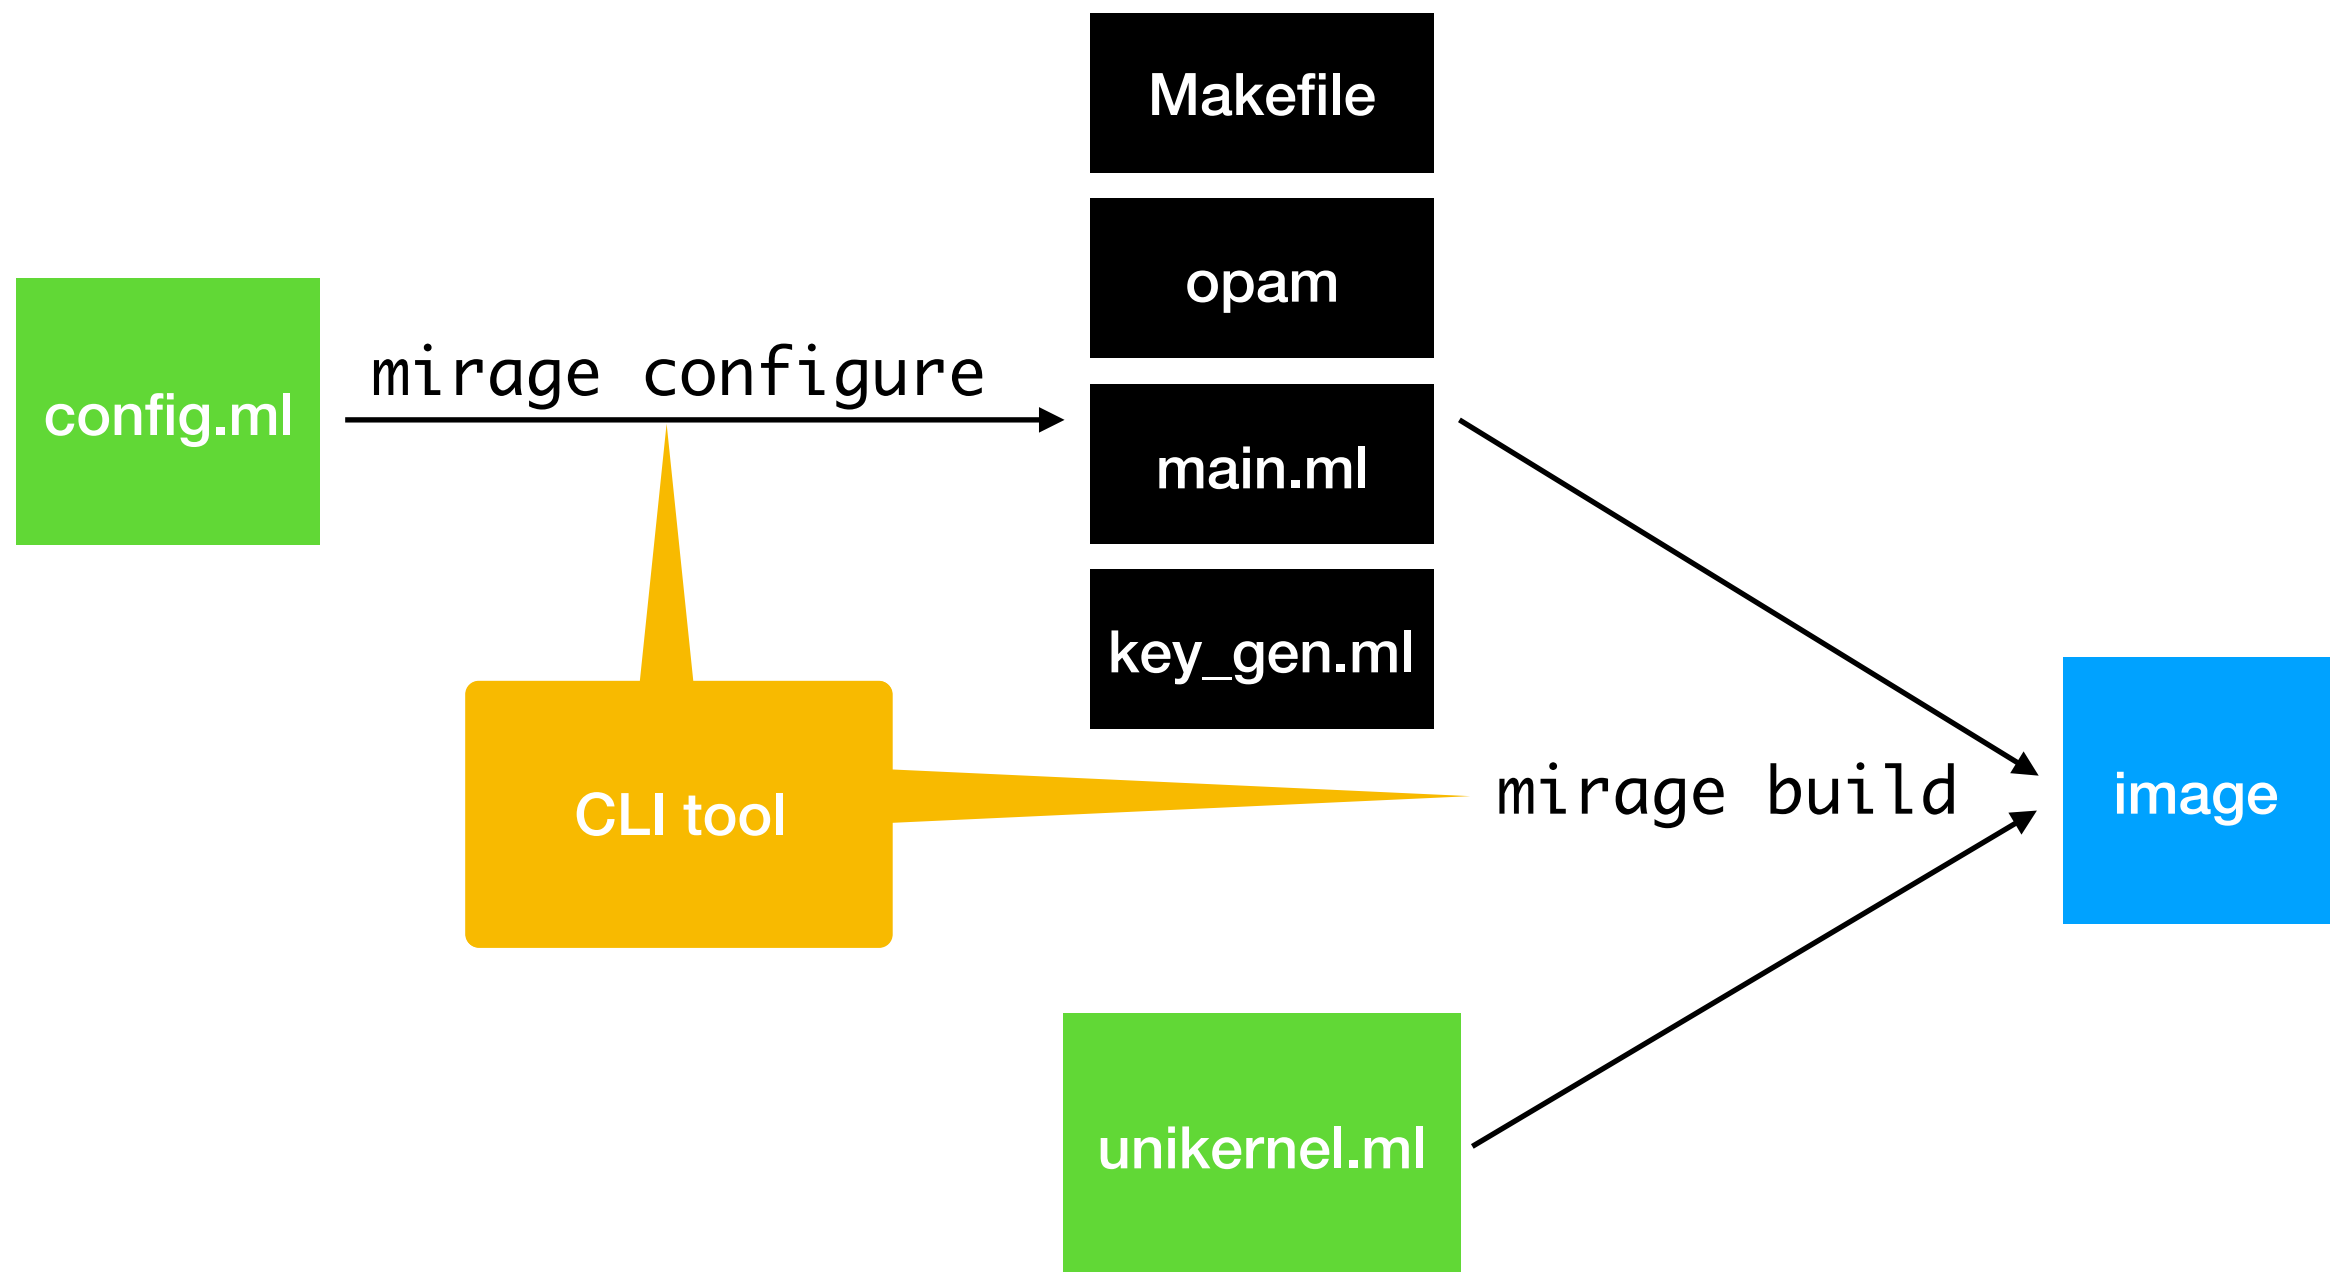 Makefile
opam
mirage configure
config.ml
main.ml
key_gen.ml
mirage build
image
CLI tool
unikernel.ml